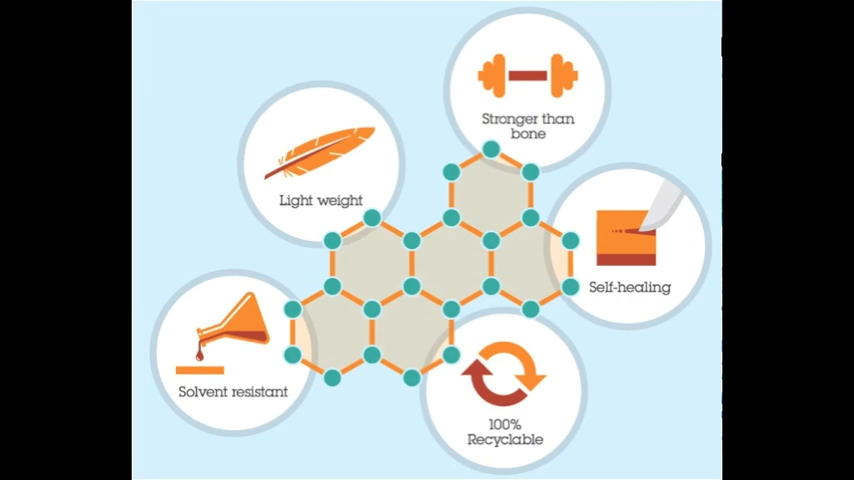 Stronger than
bone
Light weight
Self-healing
Solvent resistant
100%
Recyclable